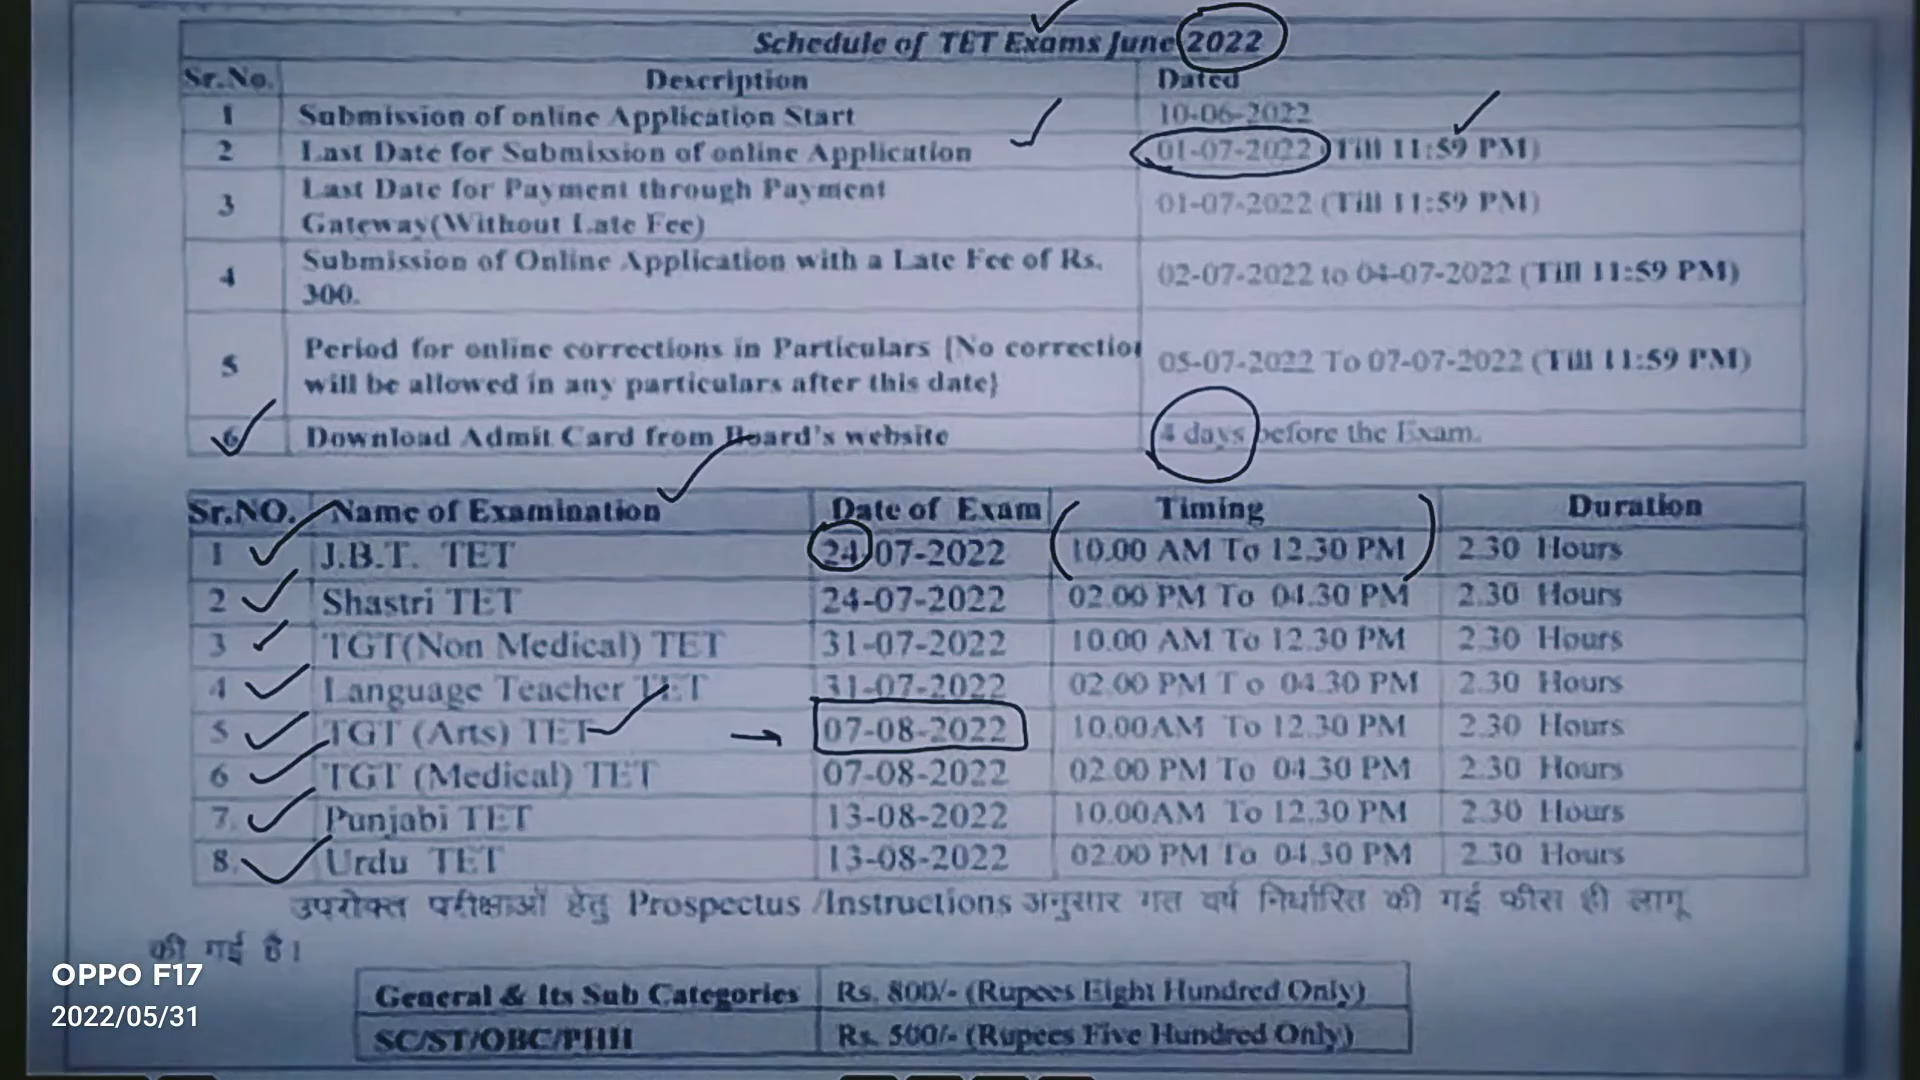 Schedule of TET Exams June 2022
Sr.No. Description Dated
1 Submission of online Application Start 10-06-2022
2 Last Date for Submission of online Application 01-07-2022 (Till 11:59 PM)
3 Last Date for Payment through Payment Gateway(Without Late Fee) 01-07-2022 (Till 11:59 PM)
4 Submission of Online Application with a Late Fee of Rs. 300. 02-07-2022 to 04-07-2022 (Till 11:59 PM)
5 Period for online corrections in Particulars {No correction will be allowed in any particulars after this date} 05-07-2022 To 07-07-2022 (Till 11:59 PM)
6 Download Admit Card from Board's website 4 days before the Exam.
Sr.NO. Name of Examination Date of Exam Timing Duration
1 J.B.T. TET 24-07-2022 10.00 AM To 12.30 PM 2.30 Hours
2 Shastri TET 24-07-2022 02.00 PM To 04.30 PM 2.30 Hours
3 TGT(Non Medical) TET 31-07-2022 10.00 AM To 12.30 PM 2.30 Hours
4 Language Teacher TET 31-07-2022 02.00 PM T o 04.30 PM 2.30 Hours
5 TGT (Arts) TET 07-08-2022 10.00AM To 12.30 PM 2.30 Hours
6 TGT (Medical) TET 07-08-2022 02.00 PM To 04.30 PM 2.30 Hours
7. Punjabi TET 13-08-2022 10.00AM To 12.30 PM 2.30 Hours
8. Urdu TET 13-08-2022 02.00 PM To 04.30 PM 2.30 Hours
उपरोक्त परीक्षाओं हेतु Prospectus /Instructions अनुसार गत वर्ष निर्धारित की गई फीस ही लागू
की गई है।
General & Its Sub Categories Rs. 800/- (Rupees Eight Hundred Only)
SC/ST/OBC/PHH Rs. 500/- (Rupees Five Hundred Only)
OPPO F17
2022/05/31